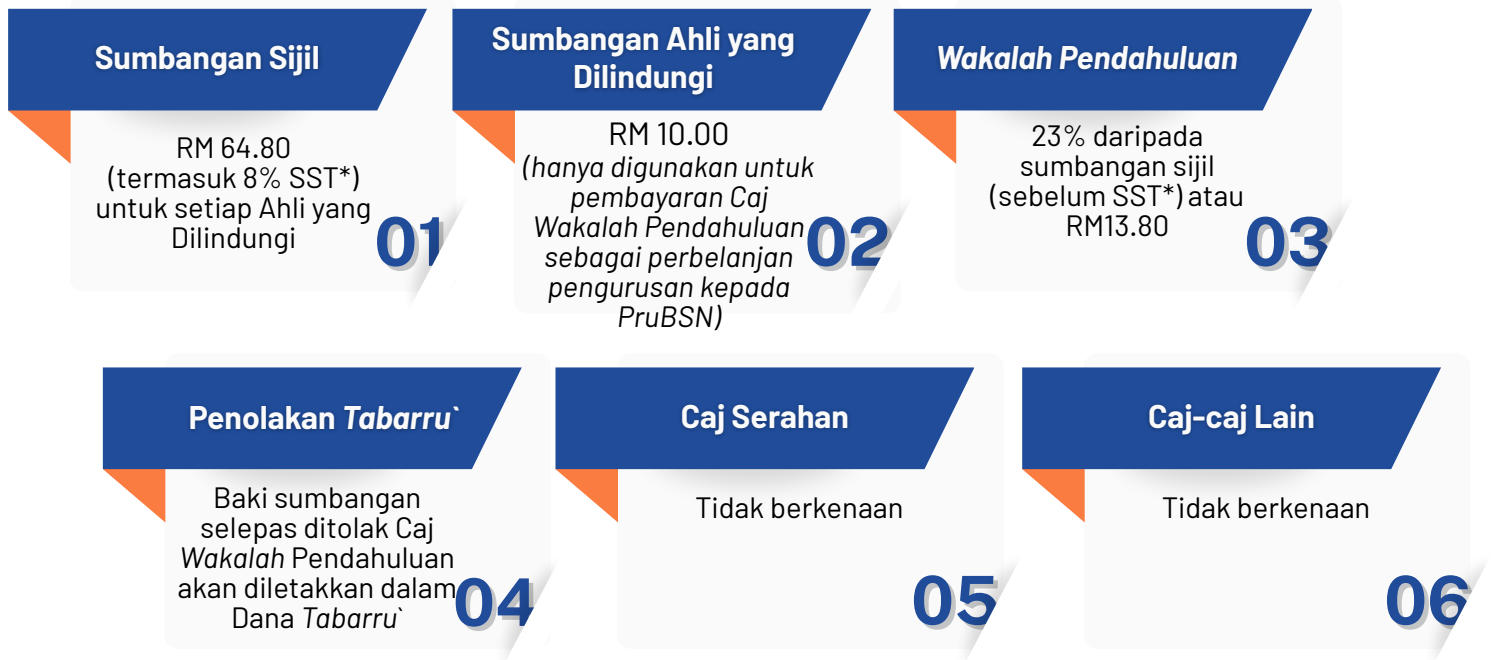 Sumbangan Sijil
RM 64.80
(termasuk 8% SST*)
untuk setiap Ahli yang
Dilindungi
01
Sumbangan Ahli yang
Dilindungi
RM 10.00
(hanya digunakan untuk
pembayaran Caj
Wakalah Pendahuluan
sebagai perbelanjan
pengurusan kepada
PruBSN)
02
Wakalah Pendahuluan
23% daripada
sumbangan sijil
(sebelum SST*) atau
RM13.80
03
Penolakan Tabarru`
Baki sumbangan
selepas ditolak Caj
Wakalah Pendahuluan
akan diletakkan dalam
Dana Tabarru`
04
Caj Serahan
Tidak berkenaan
05
Caj-caj Lain
Tidak berkenaan
06